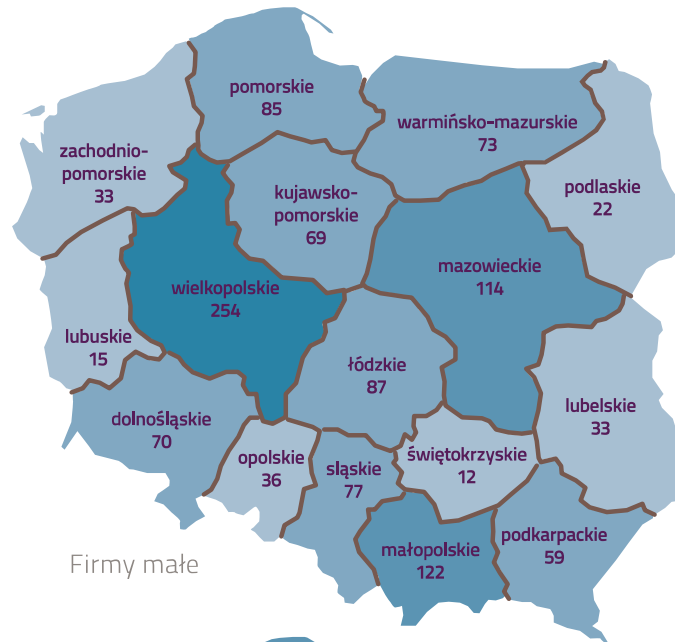 pomorskie
85
warmińsko-mazurskie
73
zachodnio-
pomorskie
33
kujawsko-
pomorskie
69
podlaskie
22
mazowieckie
114
wielkopolskie
254
lubuskie
15
łódzkie
87
dolnośląskie
70
lubelskie
33
opolskie
36
sląskie
77
świętokrzyskie
12
małopolskie
122
podkarpackie
59
Firmy małe